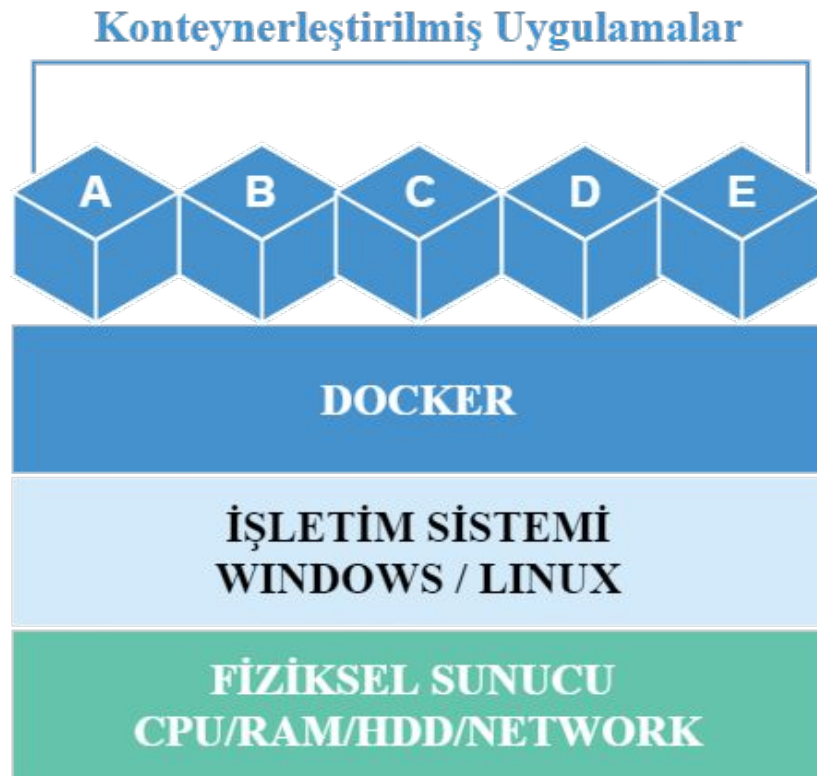 Konteynerleştirilmiş Uygulamalar
A B C D E
DOCKER
İŞLETİM SİSTEMİ
WINDOWS / LINUX
FİZİKSEL SUNUCU
CPU/RAM/HDD/NETWORK